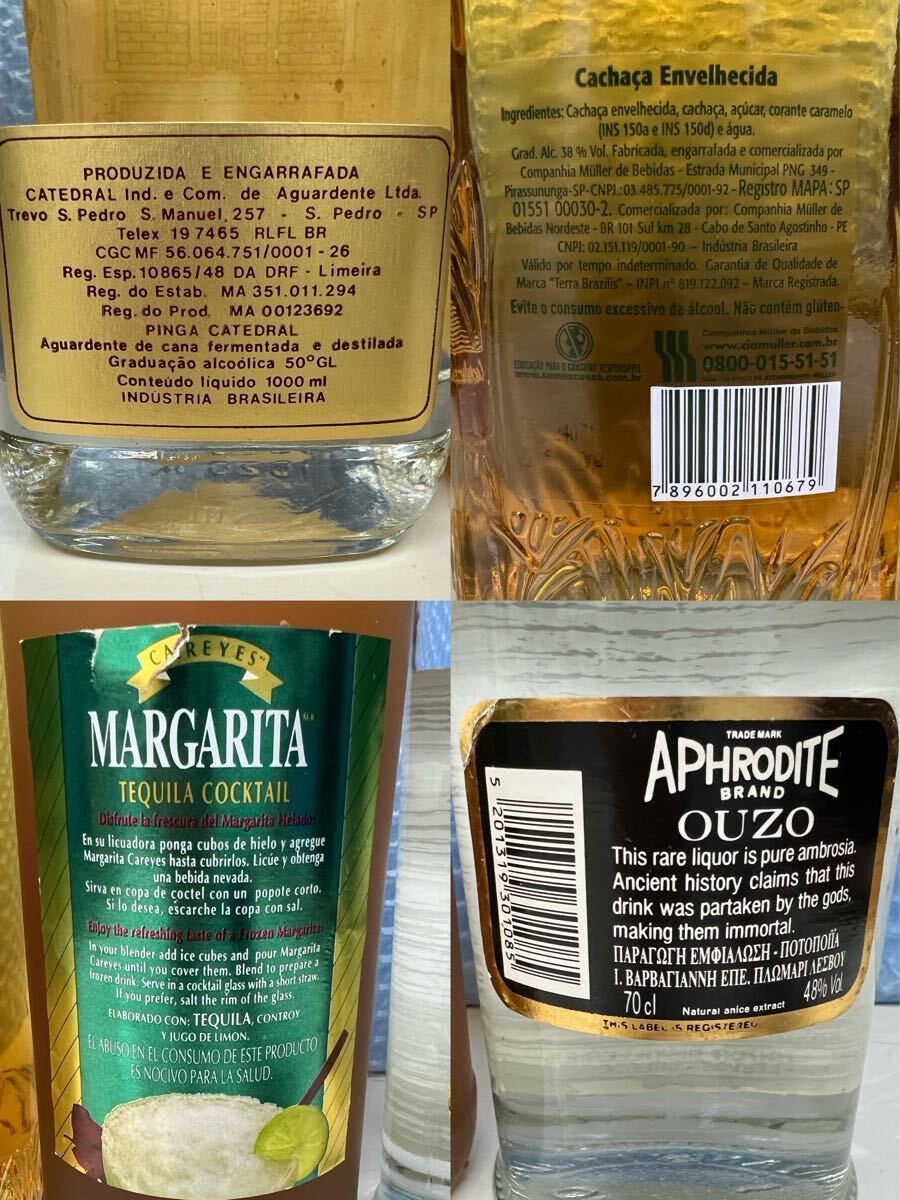 PRODUZIDA E ENGARRAFADA
CATEDRAL Ind. e Com. de Aguardente Ltda.
Trevo S. Pedro S. Manuel, 257 - S. Pedro - SP
Telex 19 7465 RLFL BR
CGC MF 56.064.751/0001 - 26
Reg. Esp. 10865/48 DA DRF - Limeira
Reg. do Estab. MA 351.011.294
Reg. do Prod. MA 00123692
PINGA CATEDRAL
Aguardente de cana fermentada e destilada
Graduação alcoólica 50°GL
Conteúdo líquido 1000 ml
INDÚSTRIA BRASILEIRA
Cachaça Envelhecida
Ingredientes: Cachaça envelhecida, cachaça, açúcar, corante caramelo
(INS 150a e INS 150d) e água.
Grad. Alc. 38 % Vol. Fabricada, engarrafada e comercializada por
Companhia Müller de Bebidas - Estrada Municipal PNG 349 -
Pirassununga-SP-CNPJ.:03.485.775/0001-92 - Registro MAPA: SP
01551 00030-2. Comercializada por: Companhia Müller de
Bebidas Nordeste - BR 101 Sul km 28 - Cabo de Santo Agostinho - PE
CNPJ: 02.151.119/0001-90 – Indústria Brasileira
Válido por tempo indeterminado. Garantia de Qualidade de
Marca "Terra Brazilis" – INPI nº 819.122.092 – Marca Registrada.
Evite o consumo excessivo de álcool. Não contém glúten.
EDUCAÇÃO PARA O CONSUMO RESPONSÁVEL
www.semexcesso.com.br
Companhia Müller de Bebidas
www.ciamuller.com.br
0800-015-51-51
SAM - SERVIÇO DE ATENDIMENTO MÜLLER
7 896002 110679
CAREYES
MARGARITA M.R
TEQUILA COCKTAIL
Disfrute la frescura del Margarita Helado:
En su licuadora ponga cubos de hielo y agregue
Margarita Careyes hasta cubrirlos. Licúe y obtenga
una bebida nevada.
Sirva en copa de coctel con un popote corto.
Si lo desea, escarche la copa con sal.
Enjoy the refreshing taste of a Frozen Margarita:
In your blender add ice cubes and pour Margarita
Careyes until you cover them. Blend to prepare a
frozen drink. Serve in a cocktail glass with a short straw.
If you prefer, salt the rim of the glass.
ELABORADO CON: TEQUILA, CONTROY
Y JUGO DE LIMON.
EL ABUSO EN EL CONSUMO DE ESTE PRODUCTO
ES NOCIVO PARA LA SALUD.
TRADE MARK
APHRODITE
BRAND
OUZO
This rare liquor is pure ambrosia.
Ancient history claims that this
drink was partaken by the gods,
making them immortal.
ΠΑΡΑΓΩΓΗ ΕΜΦΙΑΛΩΣΗ - ΠΟΤΟΠΟΪΑ
Ι. ΒΑΡΒΑΓΙΑΝΝΗ ΕΠΕ. ΠΛΩΜΑΡΙ ΛΕΣΒΟΥ
70 cl Natural anice extract 48% Vol
THIS LABEL IS REGISTERED
5 201319 301085